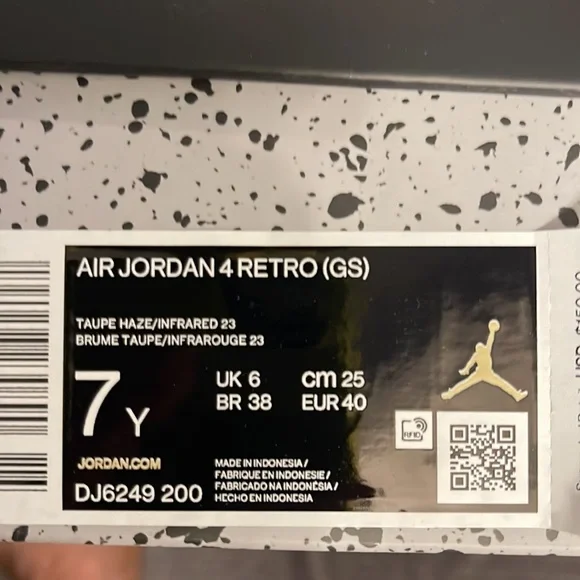 AIR JORDAN 4 RETRO (GS)
TAUPE HAZE/INFRARED 23
BRUME TAUPE/INFRAROUGE 23
7 Y
UK 6 cm 25
BR 38 EUR 40
RFID
JORDAN.COM
DJ6249 200
MADE IN INDONESIA /
FABRIQUE EN INDONESIE /
FABRICADO NA INDONÉSIA /
HECHO EN INDONESIA